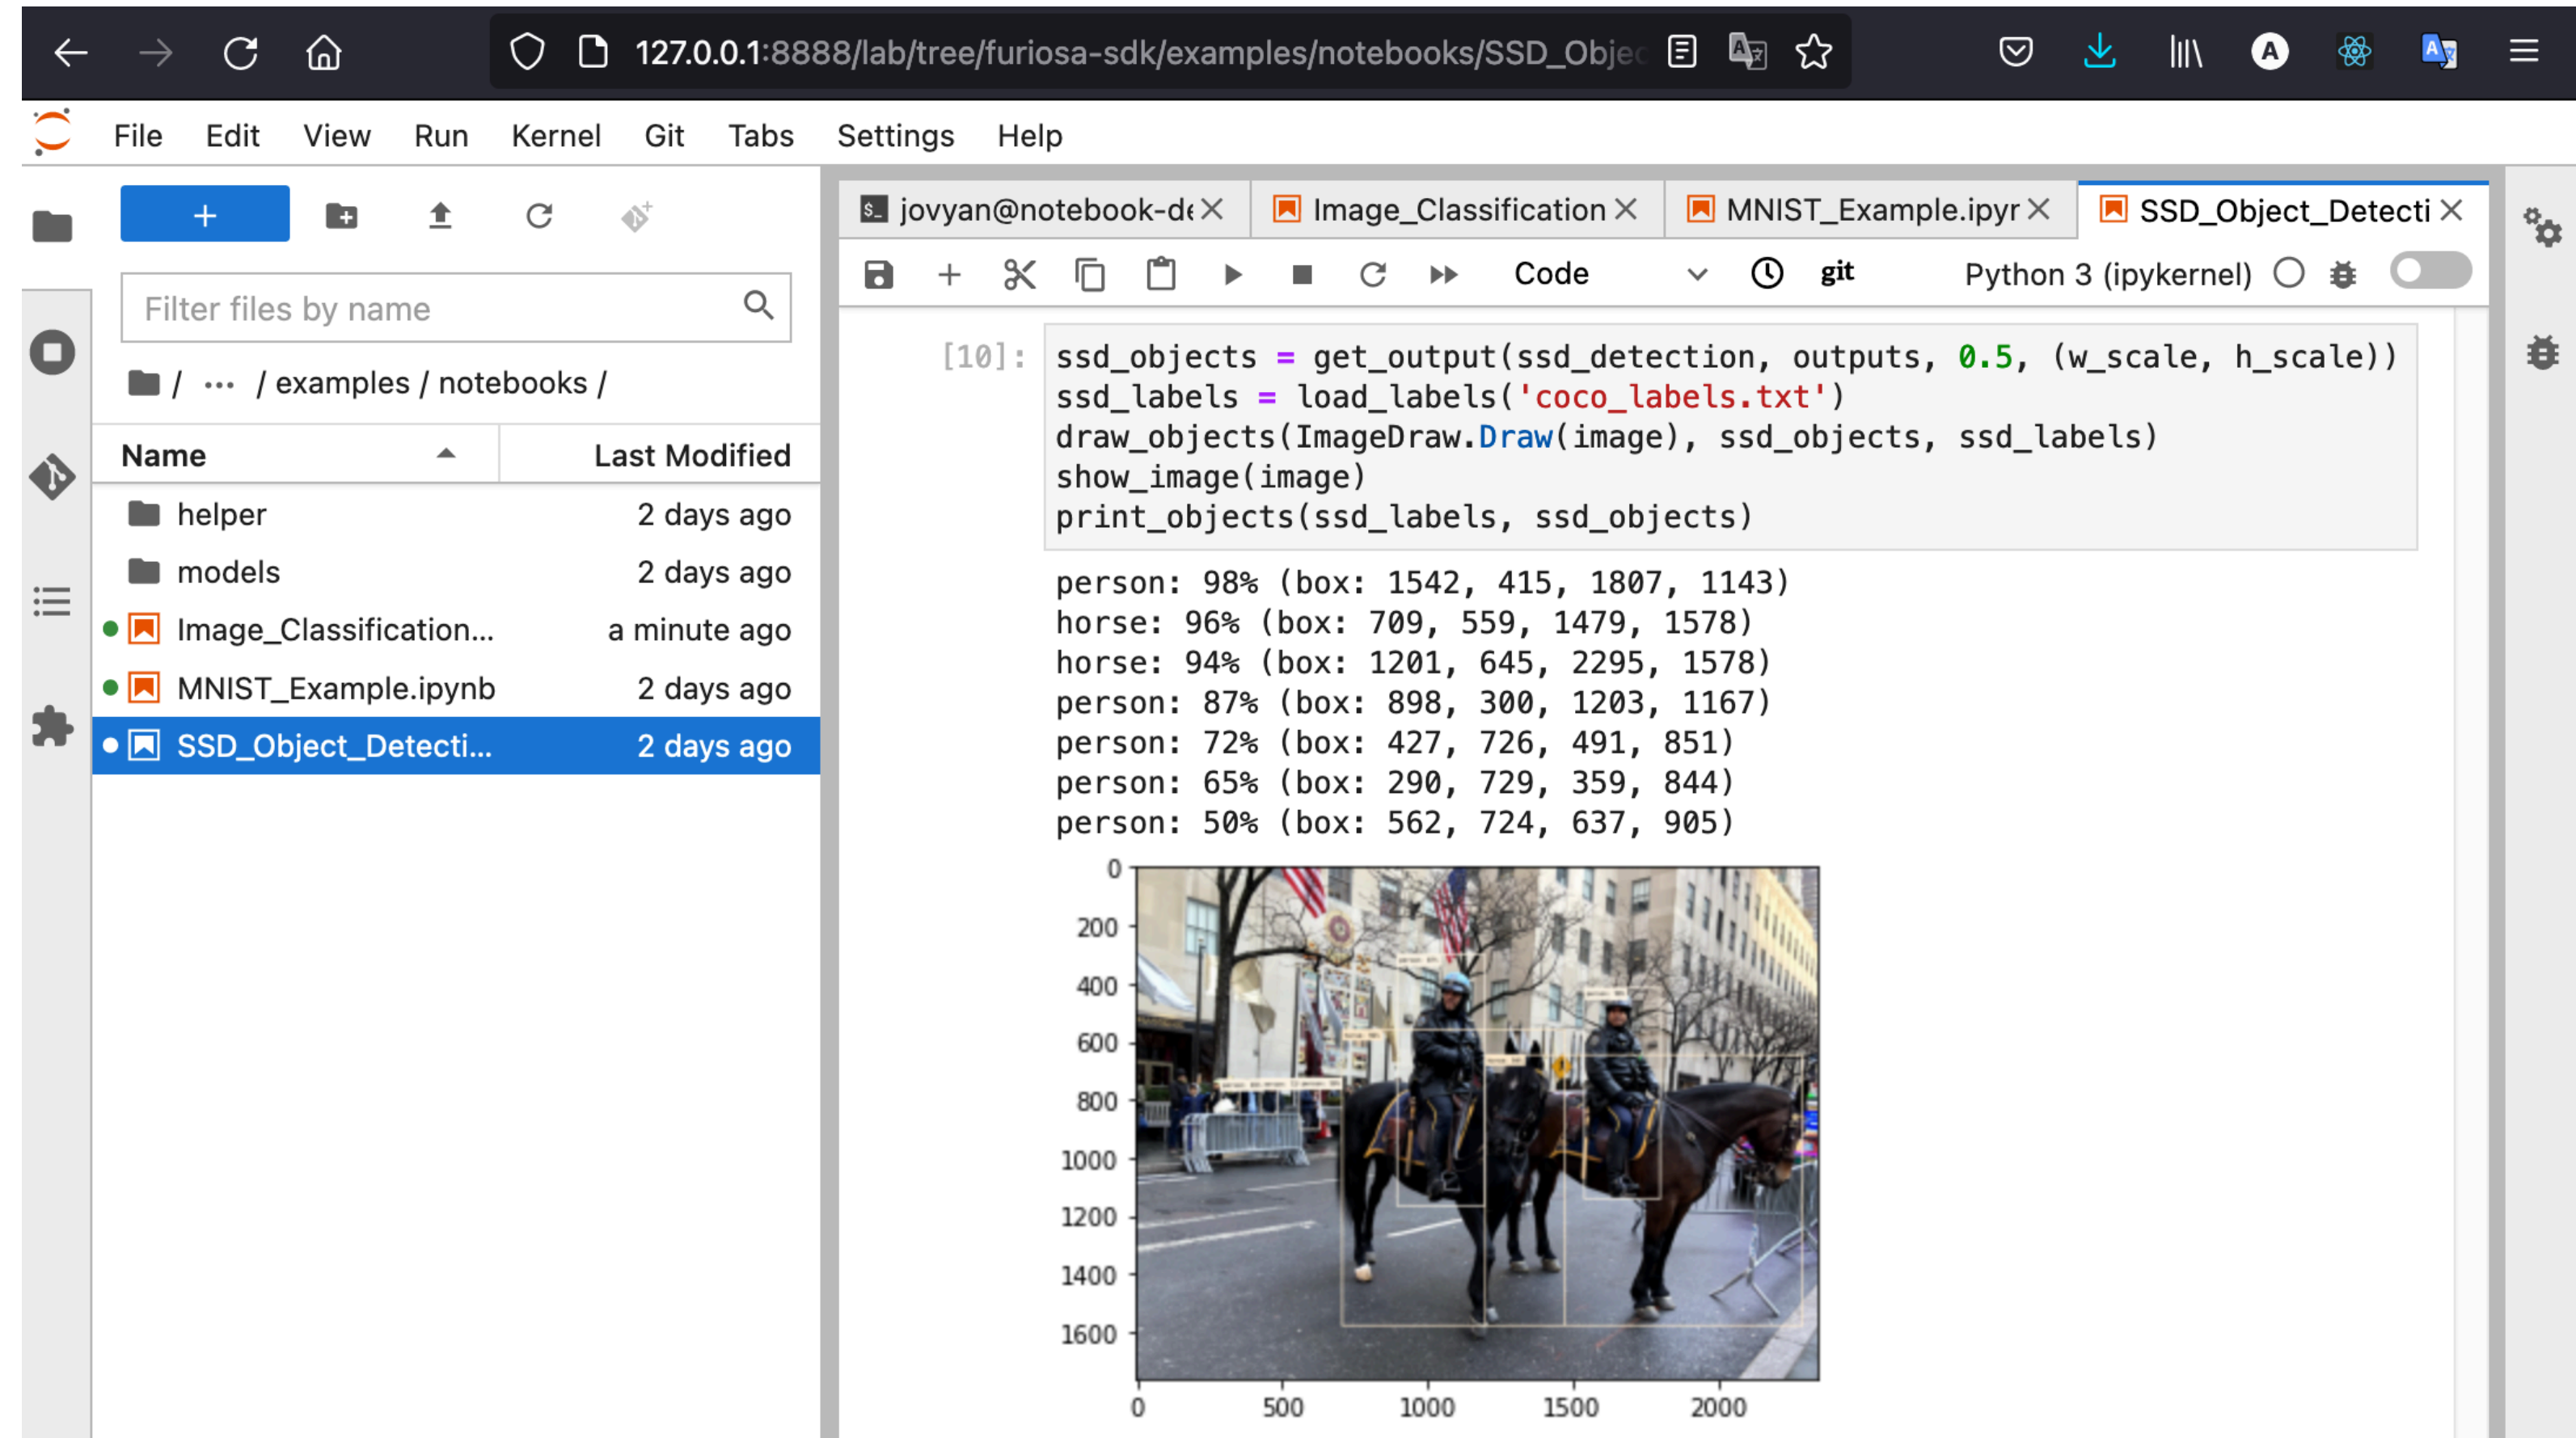 127.0.0.1:8888/lab/tree/furiosa-sdk/examples/notebooks/SSD_Objec
A
File Edit View Run Kernel Git Tabs Settings Help
jovyan@notebook-de
Image_Classification
MNIST_Example.ipyr
SSD_Object_Detecti
Code
git
Python 3 (ipykernel)
Filter files by name
/ ··· / examples / notebooks /
Name Last Modified
helper 2 days ago
models 2 days ago
Image_Classification... a minute ago
MNIST_Example.ipynb 2 days ago
SSD_Object_Detecti... 2 days ago
[10]: ssd_objects = get_output(ssd_detection, outputs, 0.5, (w_scale, h_scale))
ssd_labels = load_labels('coco_labels.txt')
draw_objects(ImageDraw.Draw(image), ssd_objects, ssd_labels)
show_image(image)
print_objects(ssd_labels, ssd_objects)
person: 98% (box: 1542, 415, 1807, 1143)
horse: 96% (box: 709, 559, 1479, 1578)
horse: 94% (box: 1201, 645, 2295, 1578)
person: 87% (box: 898, 300, 1203, 1167)
person: 72% (box: 427, 726, 491, 851)
person: 65% (box: 290, 729, 359, 844)
person: 50% (box: 562, 724, 637, 905)
0
200
400
600
800
1000
1200
1400
1600
0 500 1000 1500 2000